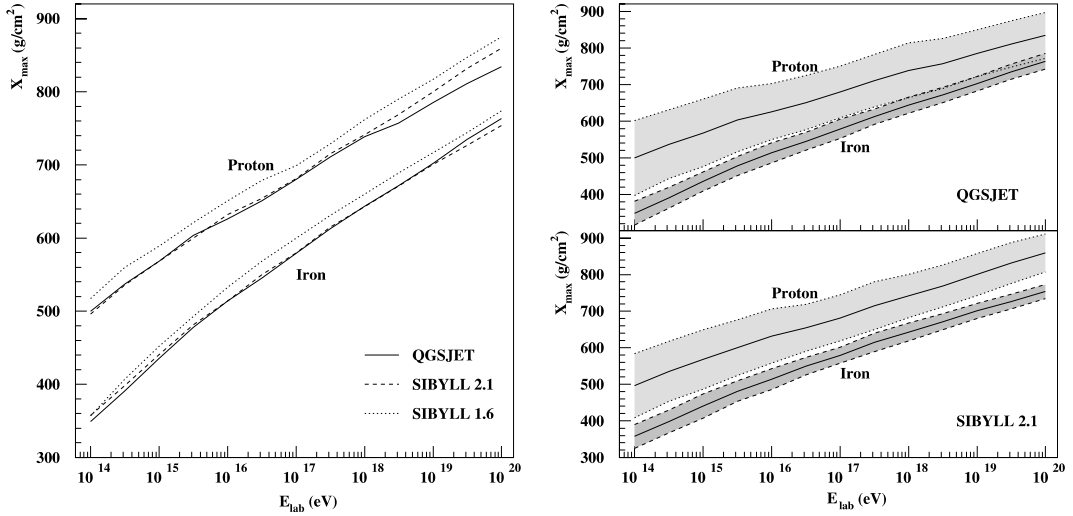 X_max (g/cm²)
900
800
700
600
500
400
300
Proton
Iron
QGSJET
SIBYLL 2.1
SIBYLL 1.6
10^14 10^15 10^16 10^17 10^18 10^19 10^20
E_lab (eV)
X_max (g/cm²)
900
800
700
600
500
400
Proton
Iron
QGSJET
X_max (g/cm²)
900
800
700
600
500
400
300
Proton
Iron
SIBYLL 2.1
10^14 10^15 10^16 10^17 10^18 10^19 10^20
E_lab (eV)